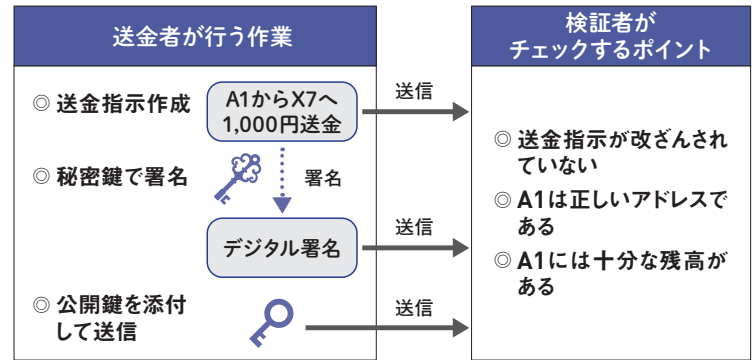 送金者が行う作業
◎ 送金指示作成
A1からX7へ
1,000円送金
送信
◎ 秘密鍵で署名
署名
デジタル署名
送信
◎ 公開鍵を添付
して送信
送信
検証者が
チェックするポイント
◎ 送金指示が改ざんされ
ていない
◎ A1は正しいアドレスで
ある
◎ A1には十分な残高が
ある